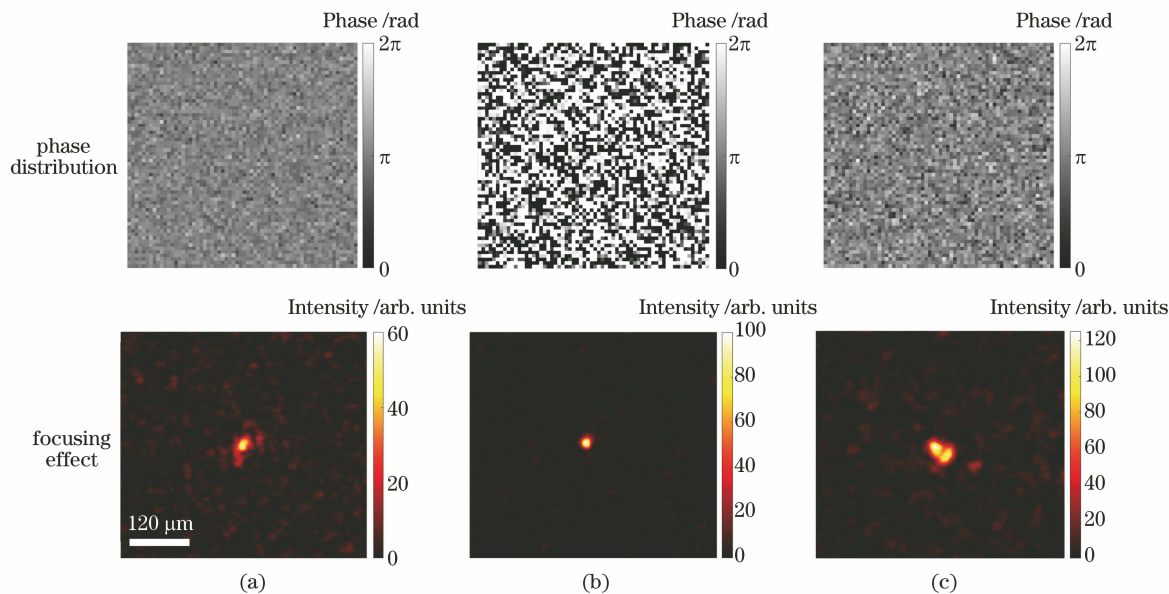 Phase /rad
Phase /rad
Phase /rad
2π
π
0
2π
π
0
2π
π
0
phase
distribution
Intensity /arb. units
Intensity /arb. units
Intensity /arb. units
60
40
20
0
100
80
60
40
20
0
120
100
80
60
40
20
0
focusing
effect
120 μm
(a)
(b)
(c)